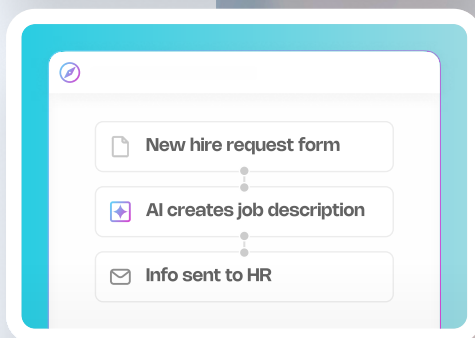 New hire request form
AI creates job description
Info sent to HR